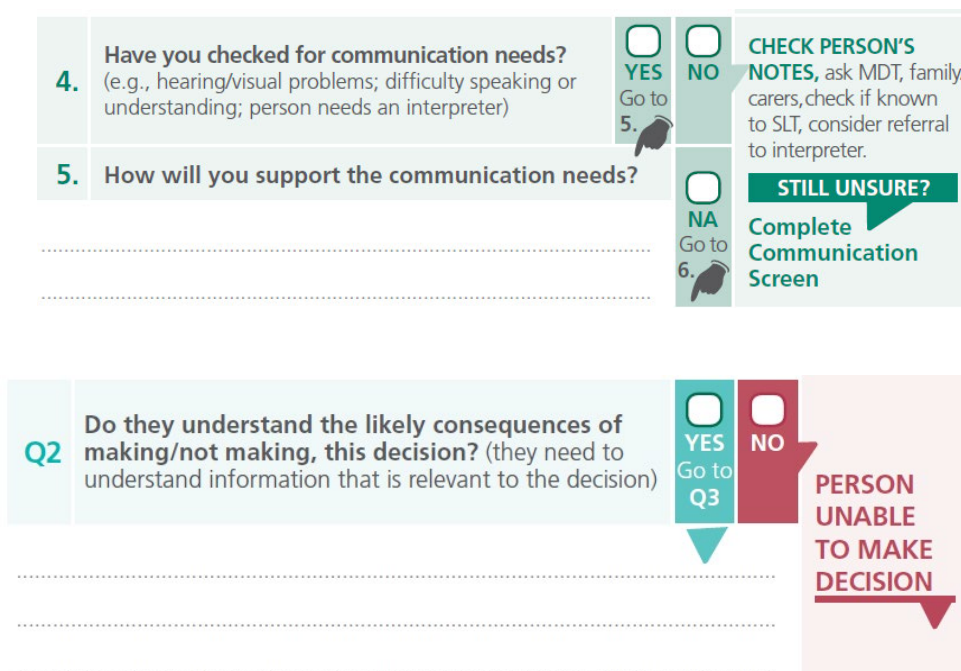 4.
Have you checked for communication needs?
(e.g., hearing/visual problems; difficulty speaking or
understanding; person needs an interpreter)
YES
Go to
5.
NO
CHECK PERSON'S
NOTES, ask MDT, family,
carers,check if known
to SLT, consider referral
to interpreter.
5.
How will you support the communication needs?
NA
Go to
6.
STILL UNSURE?
Complete
Communication
Screen
Q2
Do they understand the likely consequences of
making/not making, this decision? (they need to
understand information that is relevant to the decision)
YES
Go to
Q3
NO
PERSON
UNABLE
TO MAKE
DECISION